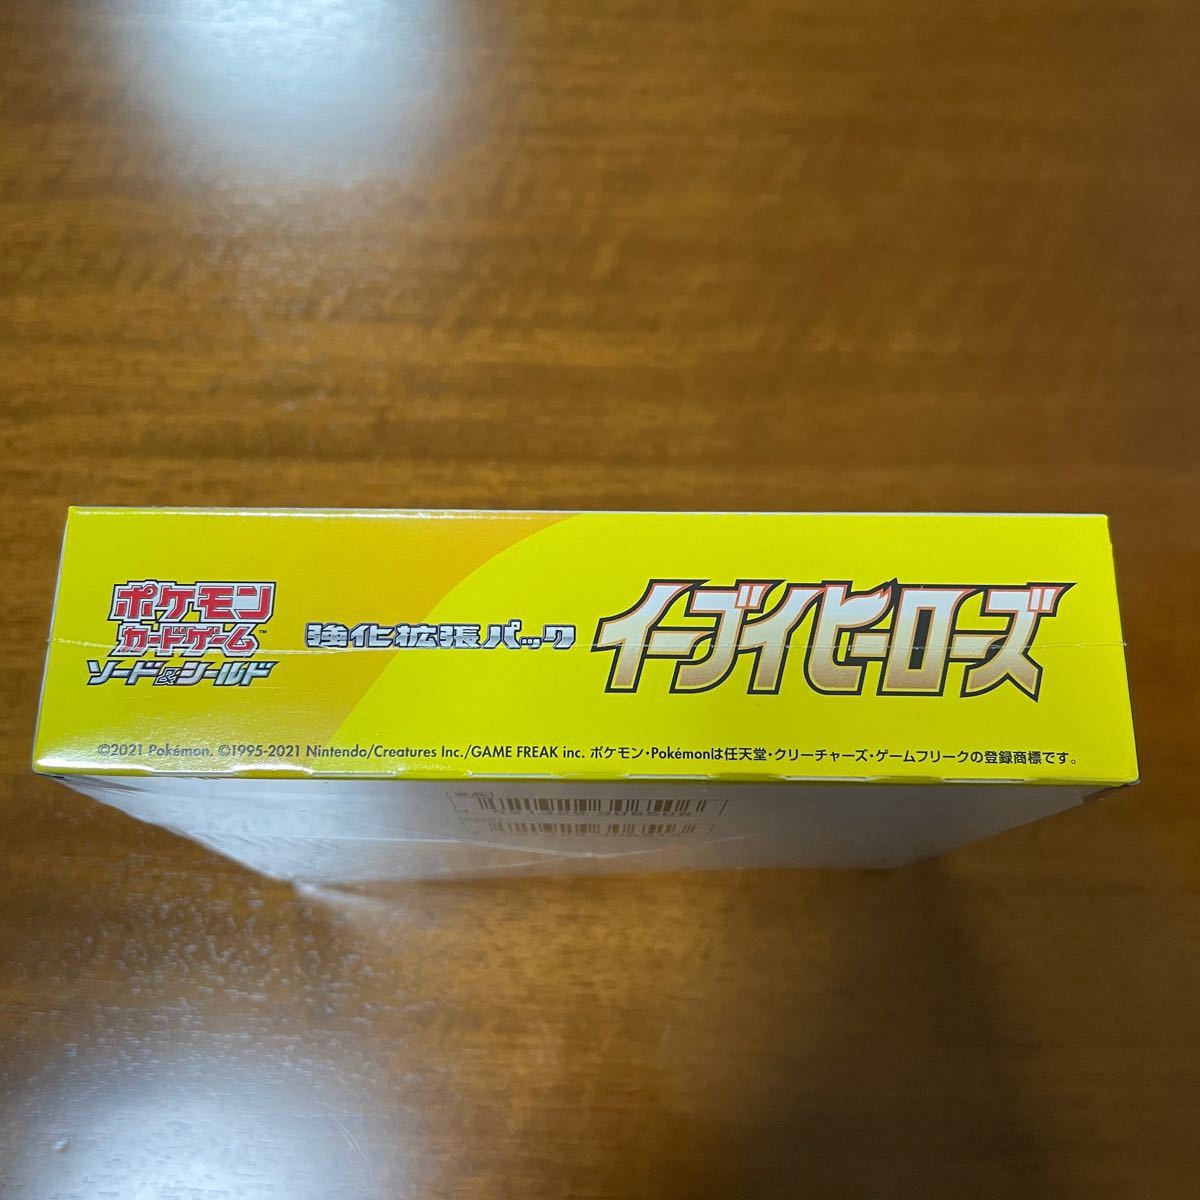 ポケモン
カードゲーム™
ソード&シールド
強化拡張パック
イーブイヒーローズ
©2021 Pokémon. ©1995-2021 Nintendo/Creatures Inc./GAME FREAK inc. ポケモン・Pokémonは任天堂・クリーチャーズ・ゲームフリークの登録商標です。